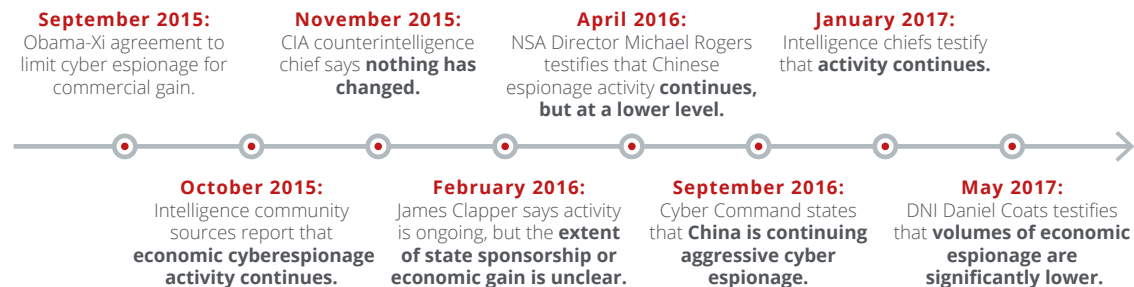 September 2015:
Obama-Xi agreement to
limit cyber espionage for
commercial gain.
October 2015:
Intelligence community
sources report that
economic cyberespionage
activity continues.
November 2015:
CIA counterintelligence
chief says nothing has
changed.
February 2016:
James Clapper says activity
is ongoing, but the extent
of state sponsorship or
economic gain is unclear.
April 2016:
NSA Director Michael Rogers
testifies that Chinese
espionage activity continues,
but at a lower level.
September 2016:
Cyber Command states
that China is continuing
aggressive cyber
espionage.
January 2017:
Intelligence chiefs testify
that activity continues.
May 2017:
DNI Daniel Coats testifies
that volumes of economic
espionage are
significantly lower.